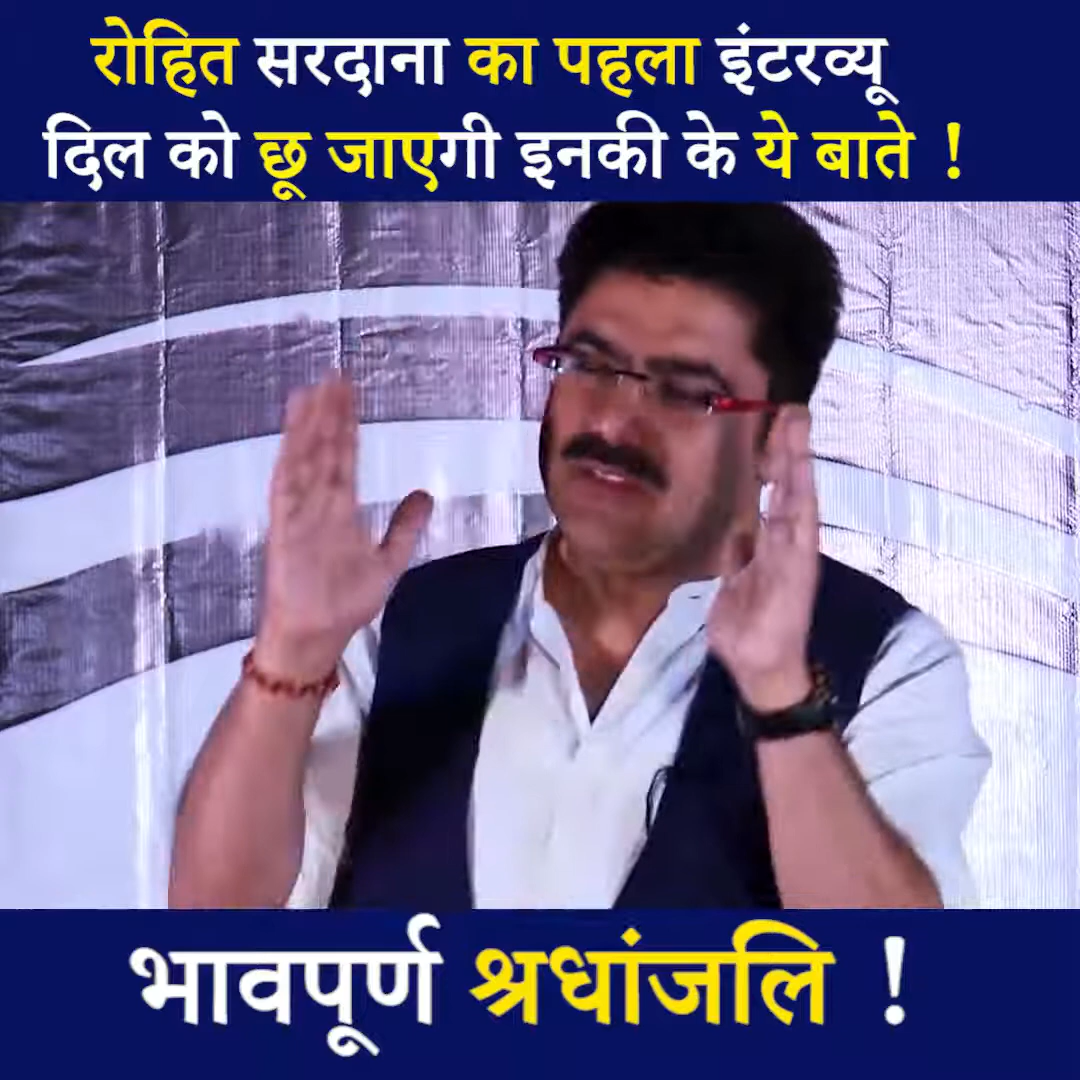 रोहित सरदाना का पहला इंटरव्यू
दिल को छू जाएगी इनकी के ये बाते !
भावपूर्ण श्रधांजलि !